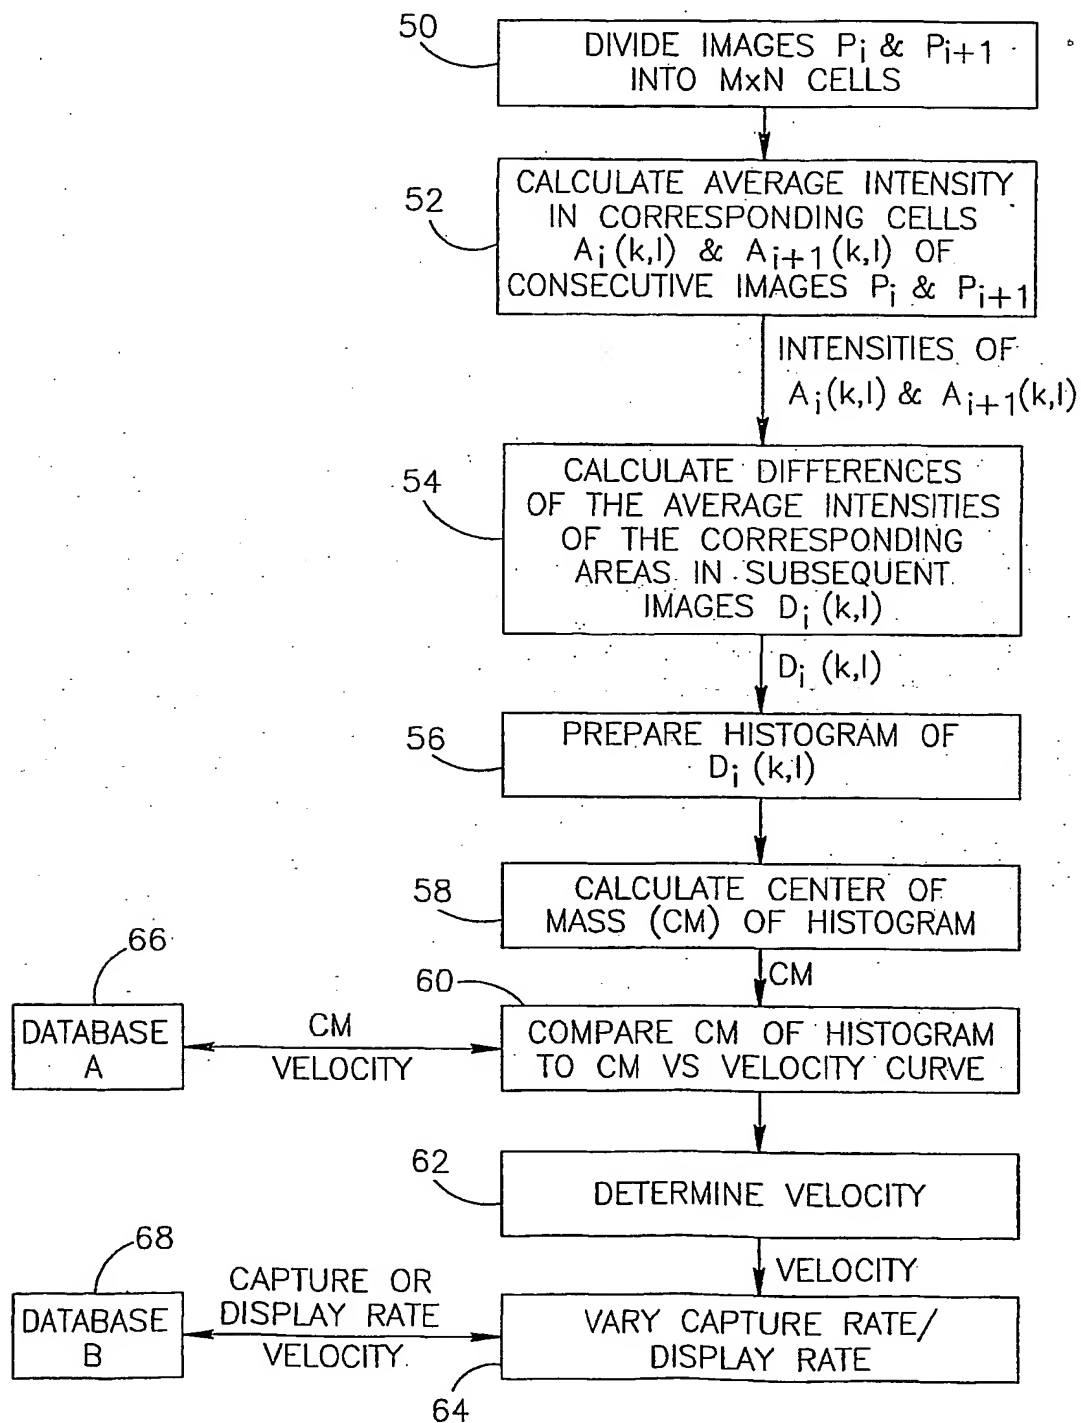 50
DIVIDE IMAGES Pi & Pi+1
INTO MxN CELLS
52
CALCULATE AVERAGE INTENSITY
IN CORRESPONDING CELLS
Ai(k,l) & Ai+1(k,l) OF
CONSECUTIVE IMAGES Pi & Pi+1
INTENSITIES OF
Ai(k,l) & Ai+1(k,l)
54
CALCULATE DIFFERENCES
OF THE AVERAGE INTENSITIES
OF THE CORRESPONDING
AREAS IN SUBSEQUENT
IMAGES Di (k,l)
Di (k,l)
56
PREPARE HISTOGRAM OF
Di (k,l)
58
CALCULATE CENTER OF
MASS (CM) OF HISTOGRAM
CM
66
DATABASE
A
CM
VELOCITY
60
COMPARE CM OF HISTOGRAM
TO CM VS VELOCITY CURVE
62
DETERMINE VELOCITY
VELOCITY
68
DATABASE
B
CAPTURE OR
DISPLAY RATE
VELOCITY
VARY CAPTURE RATE/
DISPLAY RATE
64